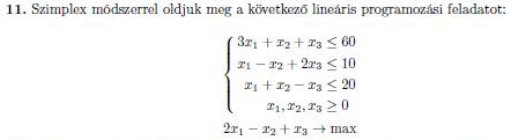 11. Szimplex módszerrel oldjuk meg a következő lineáris programozási feladatot:
3x₁ + x₂ + x₃ ≤ 60
x₁ − x₂ + 2x₃ ≤ 10
x₁ + x₂ − x₃ ≤ 20
x₁, x₂, x₃ ≥ 0
2x₁ − x₂ + x₃ → max